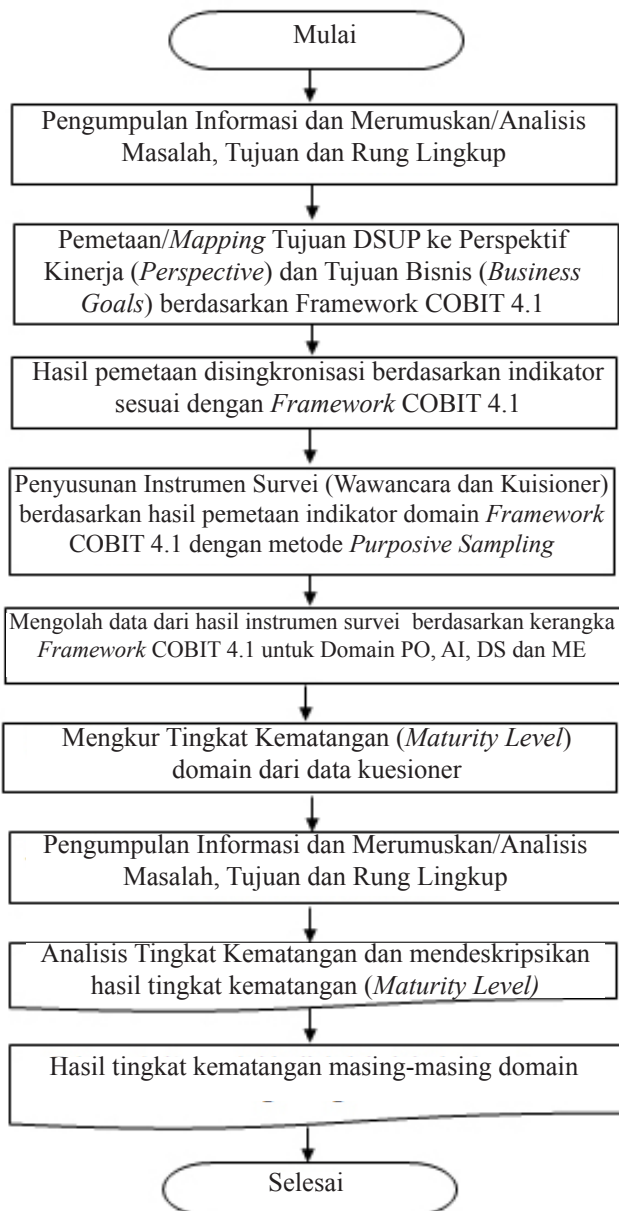 Mulai
Pengumpulan Informasi dan Merumuskan/Analisis
Masalah, Tujuan dan Rung Lingkup
Pemetaan/Mapping Tujuan DSUP ke Perspektif
Kinerja (Perspective) dan Tujuan Bisnis (Business
Goals) berdasarkan Framework COBIT 4.1
Hasil pemetaan disingkronisasi berdasarkan indikator
sesuai dengan Framework COBIT 4.1
Penyusunan Instrumen Survei (Wawancara dan Kuisioner)
berdasarkan hasil pemetaan indikator domain Framework
COBIT 4.1 dengan metode Purposive Sampling
Mengolah data dari hasil instrumen survei berdasarkan kerangka
Framework COBIT 4.1 untuk Domain PO, AI, DS dan ME
Mengkur Tingkat Kematangan (Maturity Level)
domain dari data kuesioner
Pengumpulan Informasi dan Merumuskan/Analisis
Masalah, Tujuan dan Rung Lingkup
Analisis Tingkat Kematangan dan mendeskripsikan
hasil tingkat kematangan (Maturity Level)
Hasil tingkat kematangan masing-masing domain
Selesai